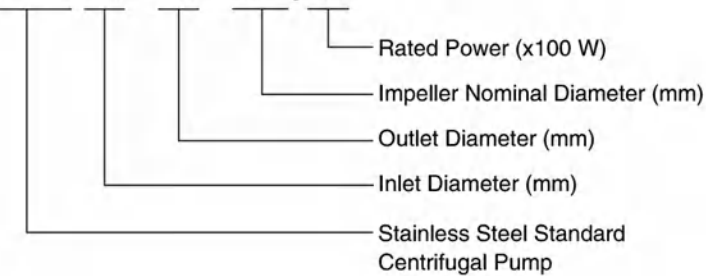 Rated Power (x100 W)
Impeller Nominal Diameter (mm)
Outlet Diameter (mm)
Inlet Diameter (mm)
Stainless Steel Standard
Centrifugal Pump